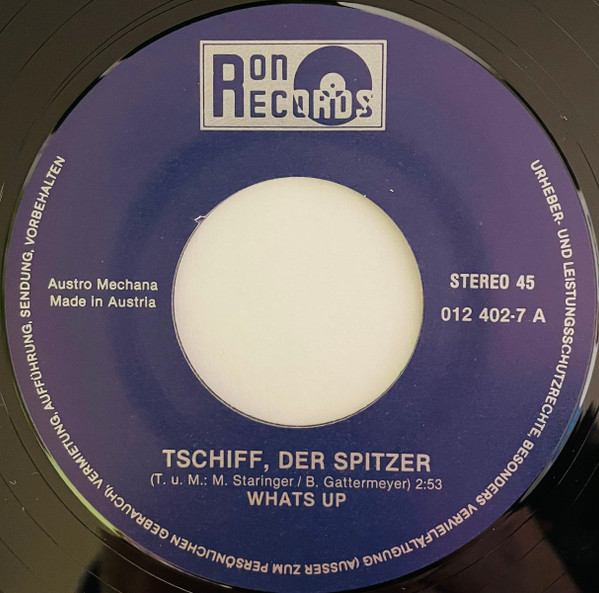 RON
RECORDS
Austro Mechana
Made in Austria
STEREO 45
012 402-7 A
TSCHIFF, DER SPITZER
(T. u. M.: M. Staringer / B. Gattermeyer) 2:53
WHATS UP
URHEBER- UND LEISTUNGSSCHUTZRECHTE, BESONDERS VERVIELFÄLTIGUNG (AUSSER ZUM PERSÖNLICHEN GEBRAUCH), VERMIETUNG, AUFFÜHRUNG, SENDUNG, VORBEHALTEN